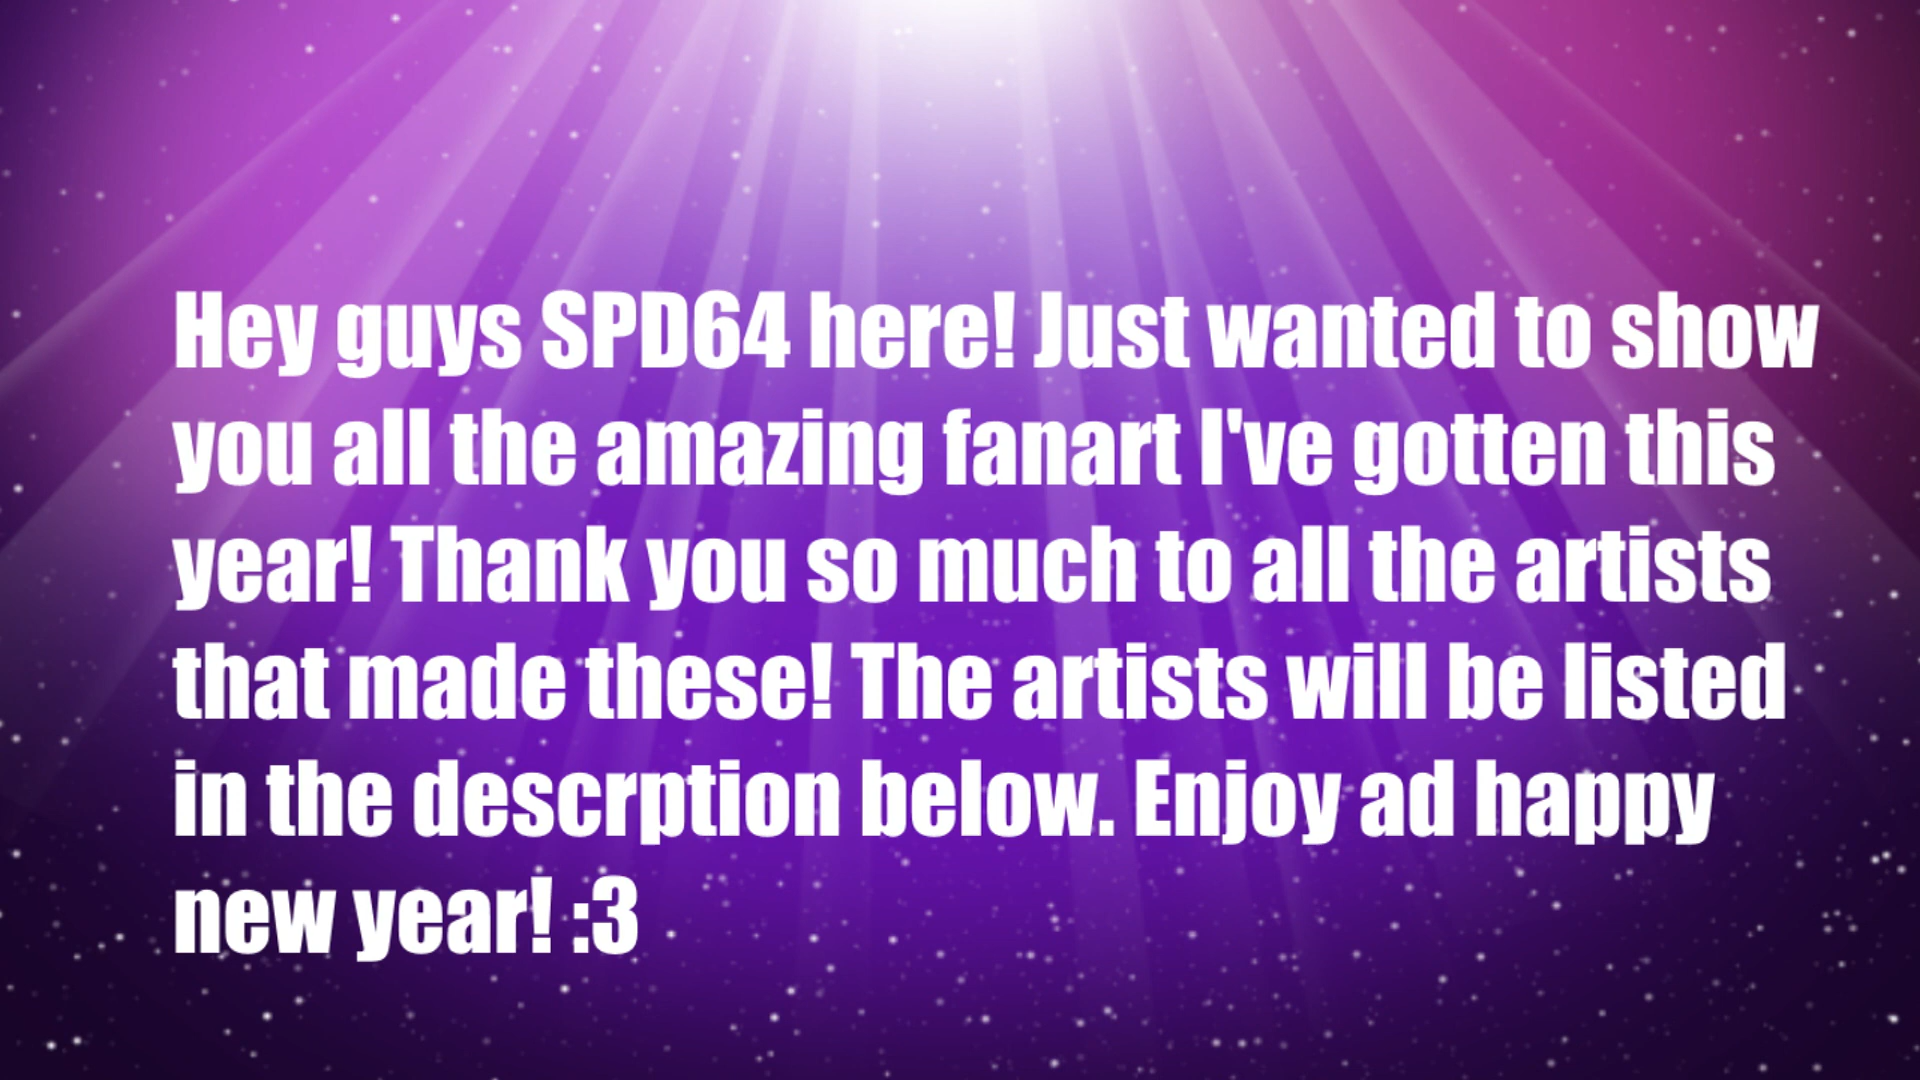 Hey guys SPD64 here! Just wanted to show
you all the amazing fanart I've gotten this
year! Thank you so much to all the artists
that made these! The artists will be listed
in the descrption below. Enjoy ad happy
new year! :3